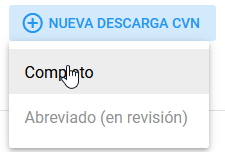 NUEVA DESCARGA CVN
Completo
Abreviado (en revisión)